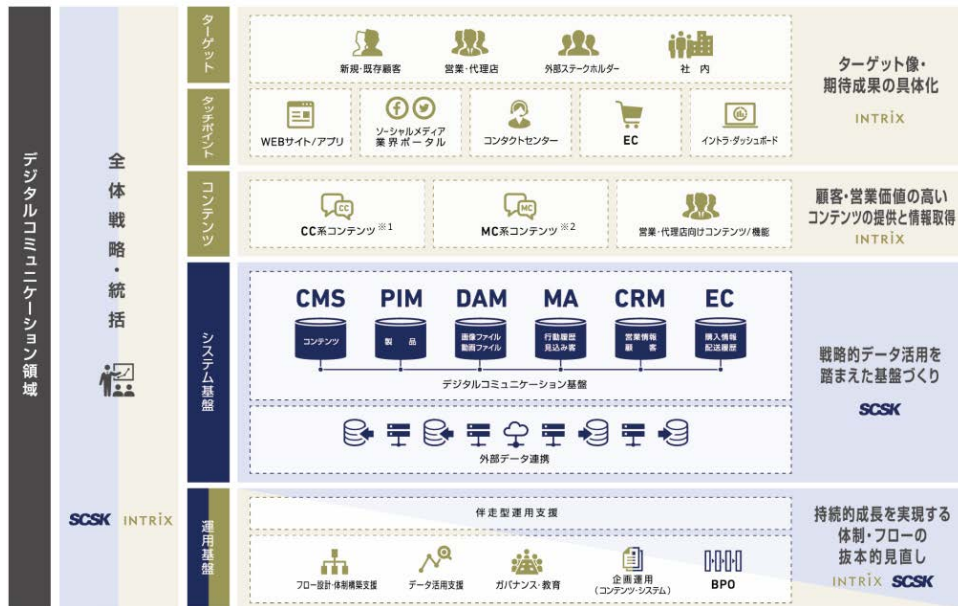 デジタルコミュニケーション領域
全体戦略・統括
SCSK INTRIX
ターゲット
新規・既存顧客
営業・代理店
外部ステークホルダー
社内
タッチポイント
WEBサイト/アプリ
ソーシャルメディア
業界ポータル
コンタクトセンター
EC
イントラ・ダッシュボード
ターゲット像・
期待成果の具体化
INTRIX
コンテンツ
CC
CC系コンテンツ※1
MC
MC系コンテンツ※2
営業・代理店向けコンテンツ/機能
顧客・営業価値の高い
コンテンツの提供と情報取得
INTRIX
システム基盤
CMS PIM DAM MA CRM EC
コンテンツ
製品
画像ファイル
動画ファイル
行動履歴
見込み客
営業情報
顧客
購入情報
配送履歴
デジタルコミュニケーション基盤
外部データ連携
戦略的データ活用を
踏まえた基盤づくり
SCSK
運用基盤
伴走型運用支援
フロー設計・体制構築支援
データ活用支援
ガバナンス・教育
企画運用
(コンテンツ・システム)
BPO
持続的成長を実現する
体制・フローの
抜本的見直し
INTRIX SCSK